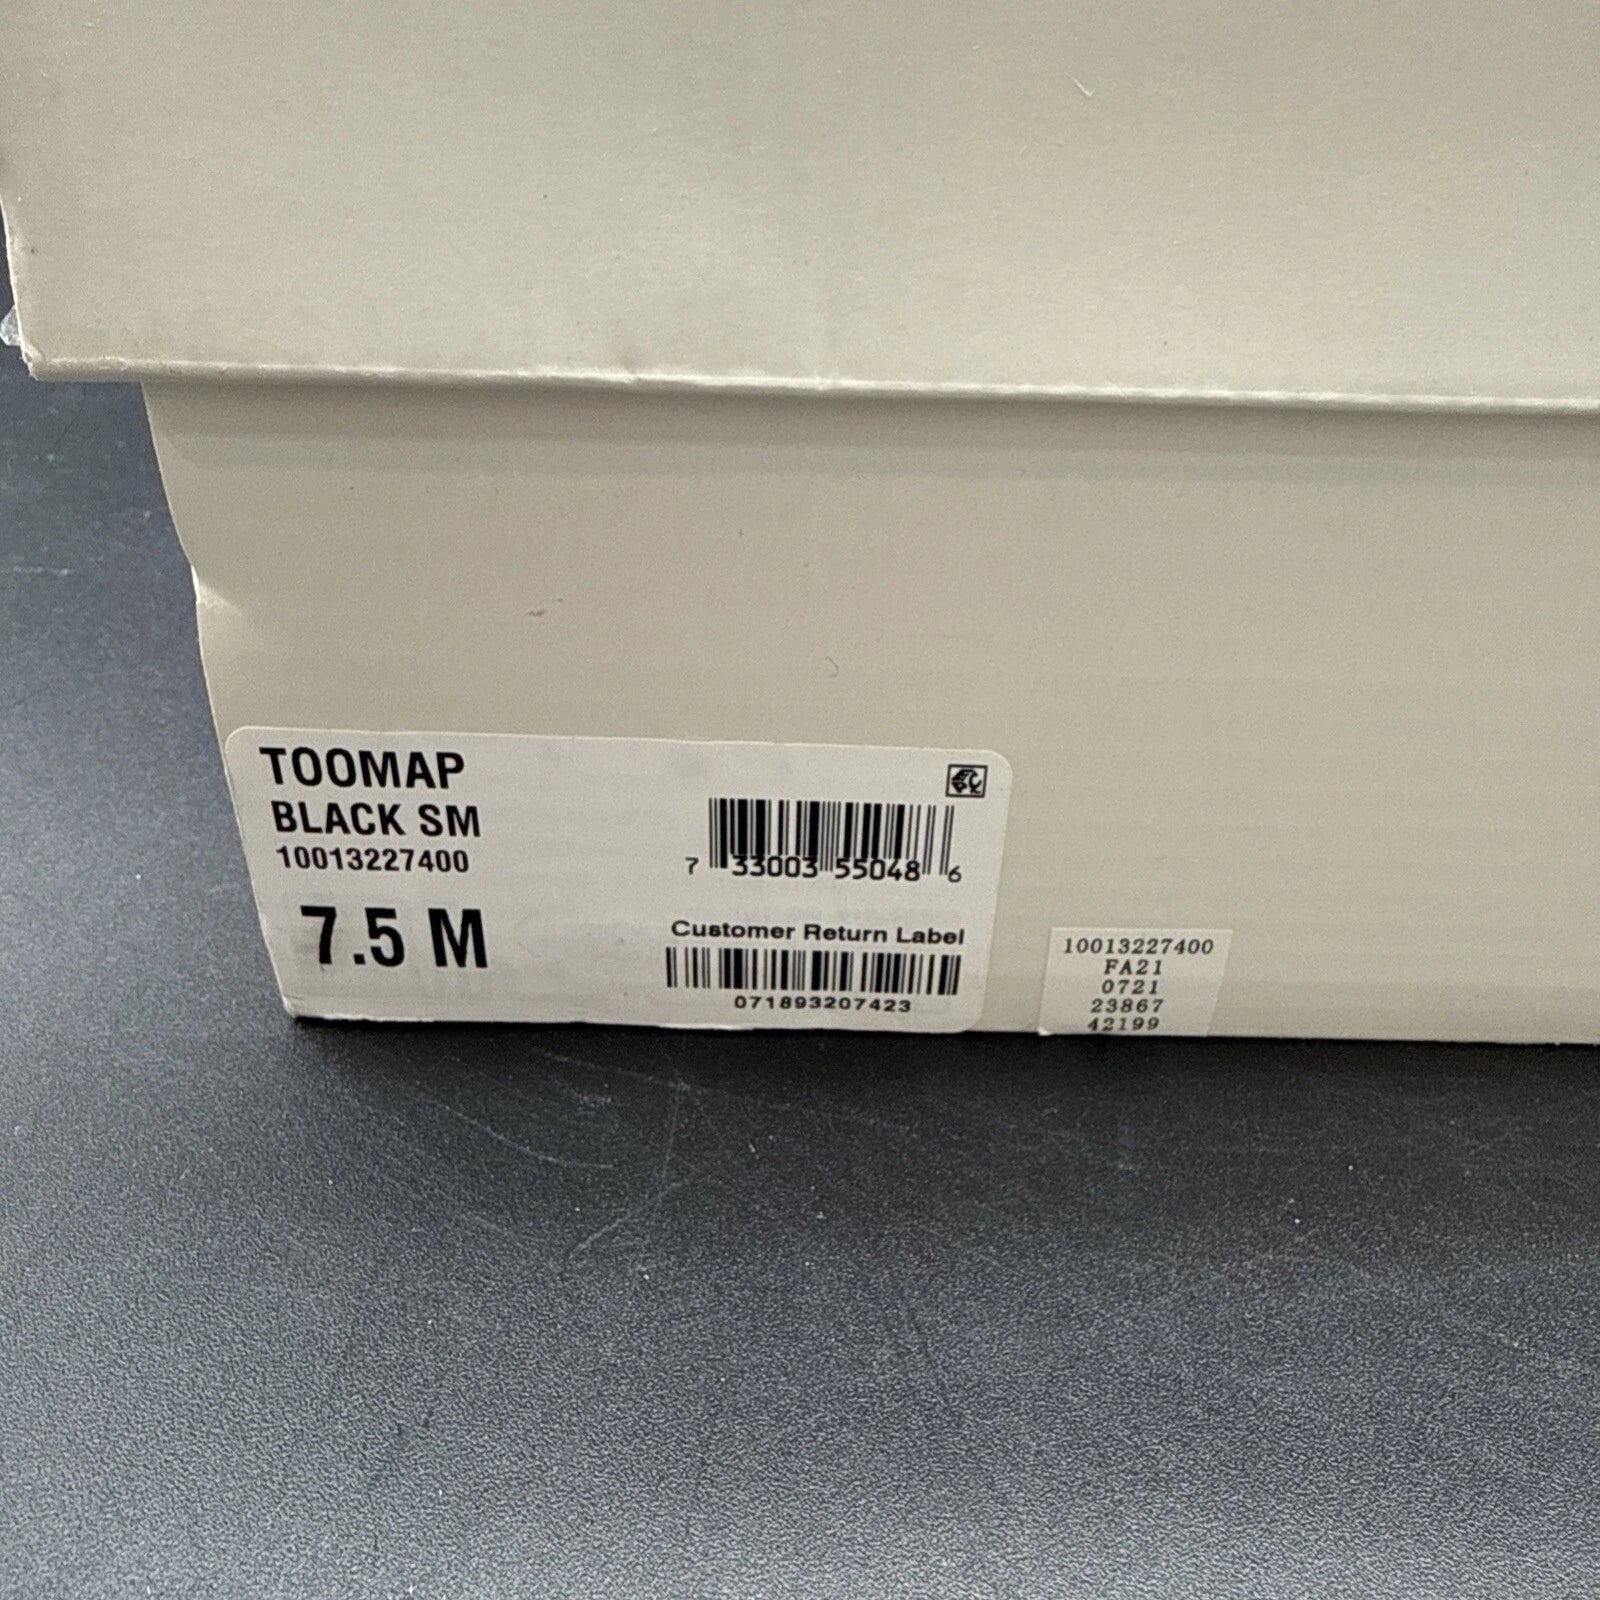 TOOMAP
BLACK SM
10013227400
7.5 M
7 33003 55048 6
Customer Return Label
071893207423
10013227400
FA21
0721
23867
42199